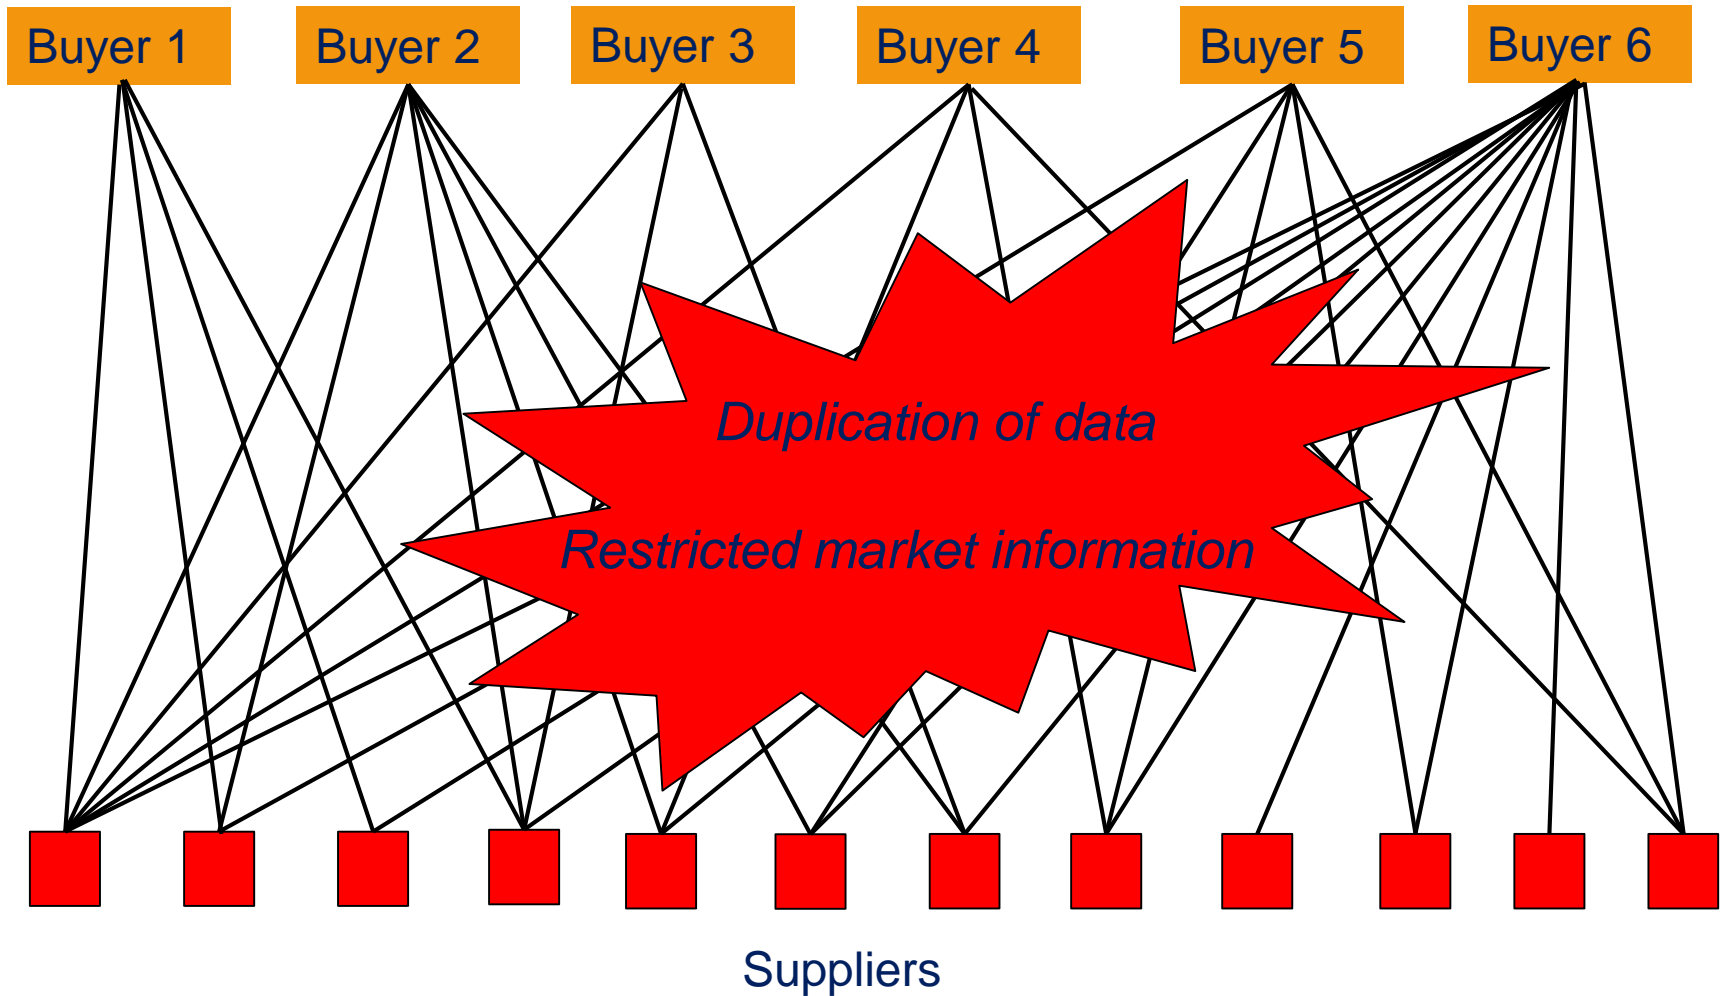 Buyer 1
Buyer 2
Buyer 3
Buyer 4
Buyer 5
Buyer 6
Duplication of data
Restricted market information
Suppliers